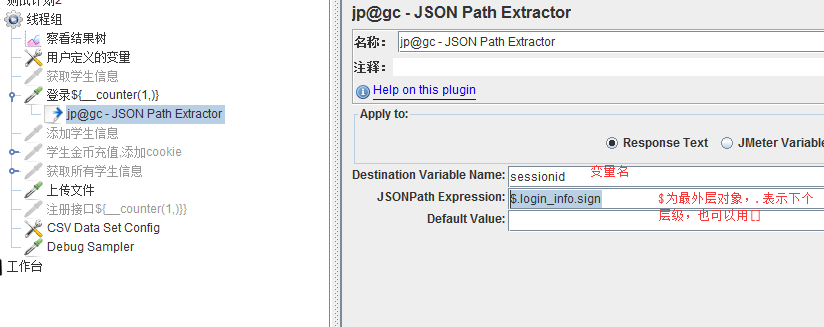 测试计划2
线程组
察看结果树
用户定义的变量
获取学生信息
登录${__counter(1,)}
jp@gc - JSON Path Extractor
添加学生信息
学生金币充值,添加cookie
获取所有学生信息
上传文件
注册接口${__counter(1,)}}
CSV Data Set Config
Debug Sampler
工作台
jp@gc - JSON Path Extractor
名称: jp@gc - JSON Path Extractor
注释:
Help on this plugin
Apply to:
Response Text JMeter Variable
Destination Variable Name: sessionid 变量名
JSONPath Expression: $.login_info.sign $为最外层对象,.表示下个
层级,也可以用[]
Default Value: